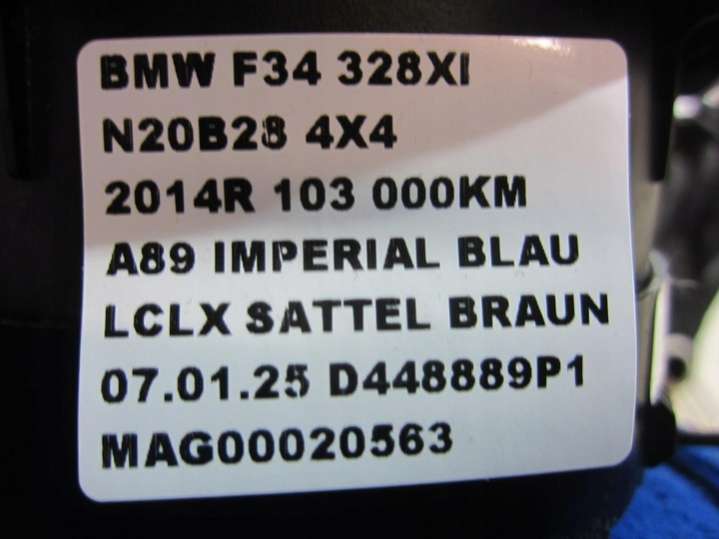 BMW F34 328XI
N20B28 4X4
2014R 103 000KM
A89 IMPERIAL BLAU
LCLX SATTEL BRAUN
07.01.25 D448889P1
MAG00020563